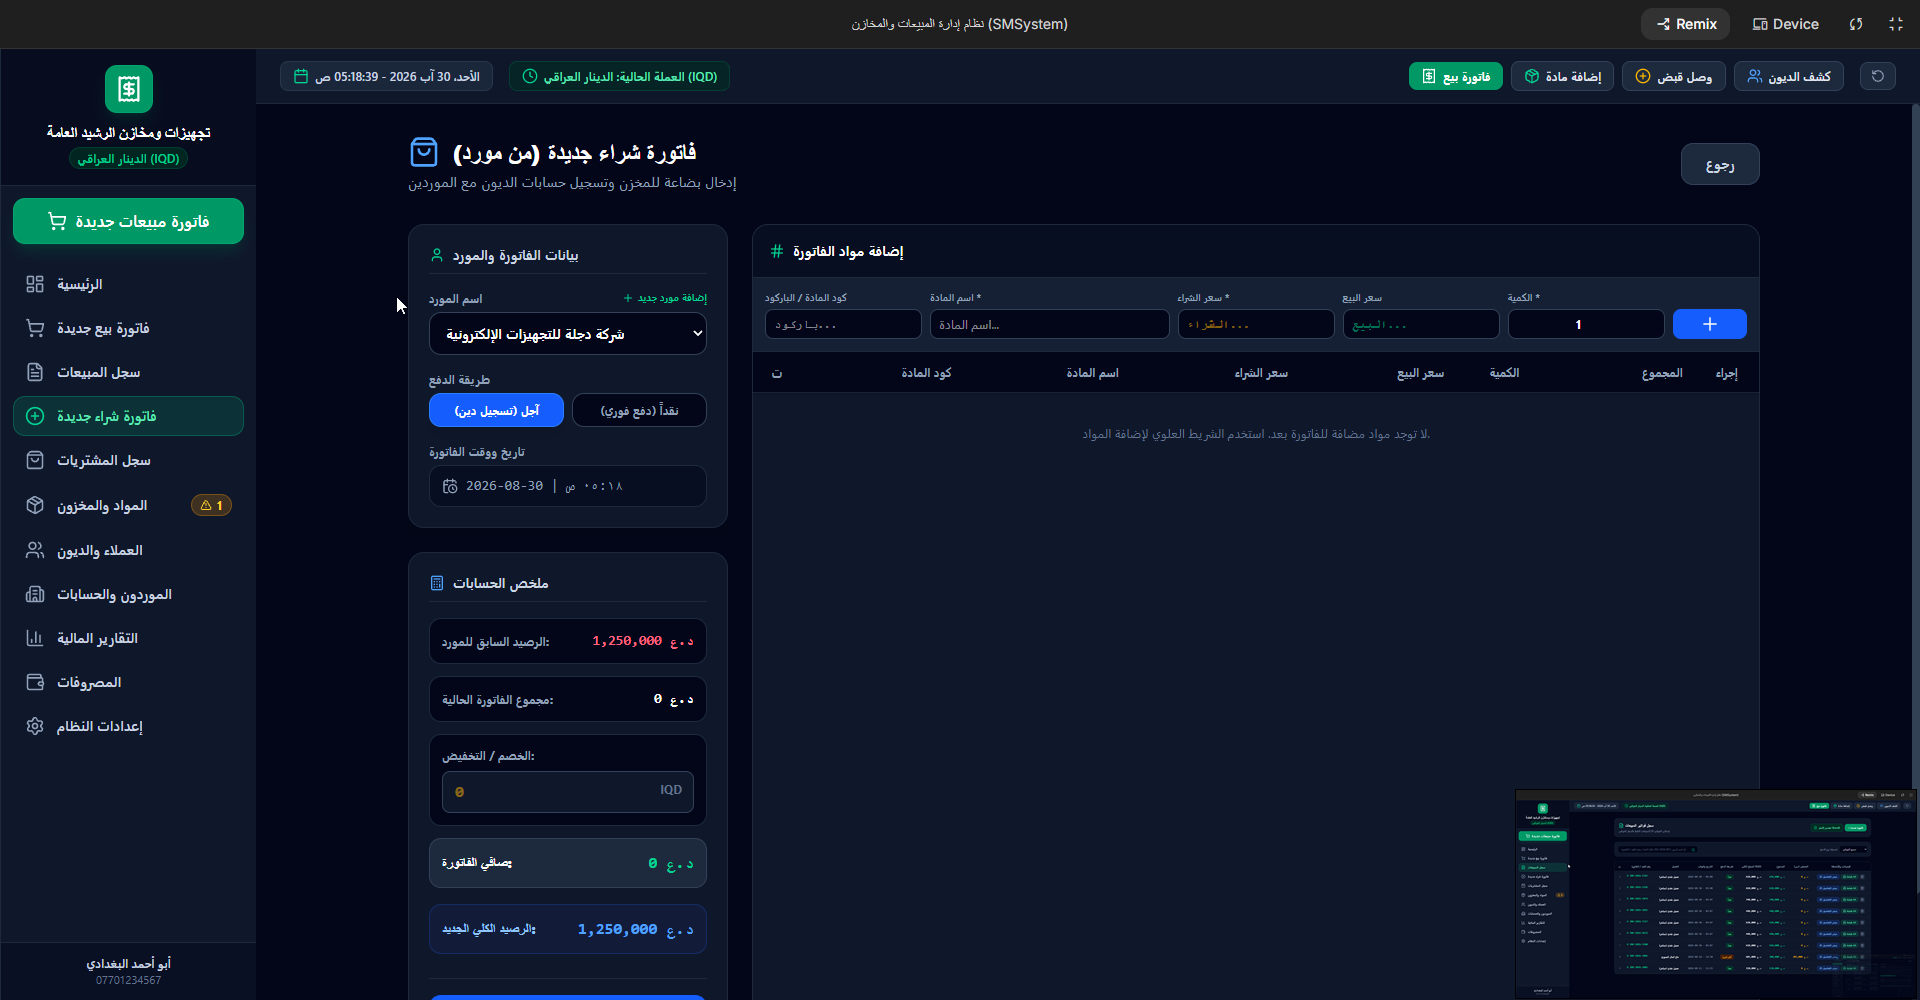 نظام إدارة المبيعات والمخازن (SMSystem)
Remix
Device
تجهيزات ومخازن الرشيد العامة
الدينار العراقي (IQD)
فاتورة مبيعات جديدة
الرئيسية
فاتورة بيع جديدة
سجل المبيعات
فاتورة شراء جديدة
سجل المشتريات
المواد والمخزون
1
العملاء والديون
الموردون والحسابات
التقارير المالية
المصروفات
إعدادات النظام
أبو أحمد البغدادي
07701234567
الأحد، 30 آب 2026 - 05:18:39 ص
العملة الحالية: الدينار العراقي (IQD)
فاتورة بيع
إضافة مادة
وصل قبض
كشف الديون
فاتورة شراء جديدة (من مورد)
إدخال بضاعة للمخزن وتسجيل حسابات الديون مع الموردين
رجوع
بيانات الفاتورة والمورد
اسم المورد
إضافة مورد جديد
شركة دجلة للتجهيزات الإلكترونية
طريقة الدفع
آجل (تسجيل دين)
نقداً (دفع فوري)
تاريخ ووقت الفاتورة
2026-08-30 | ٠٥:١٨ ص
ملخص الحسابات
الرصيد السابق للمورد:
1,250,000 د.ع
مجموع الفاتورة الحالية:
0 د.ع
الخصم / التخفيض:
0
IQD
صافي الفاتورة:
0 د.ع
الرصيد الكلي الجديد:
1,250,000 د.ع
إضافة مواد الفاتورة
كود المادة / الباركود
اسم المادة *
سعر الشراء *
سعر البيع
الكمية *
باركود...
اسم المادة...
الشراء...
البيع...
1
ت
كود المادة
اسم المادة
سعر الشراء
سعر البيع
الكمية
المجموع
إجراء
لا توجد مواد مضافة للفاتورة بعد. استخدم الشريط العلوي لإضافة المواد.